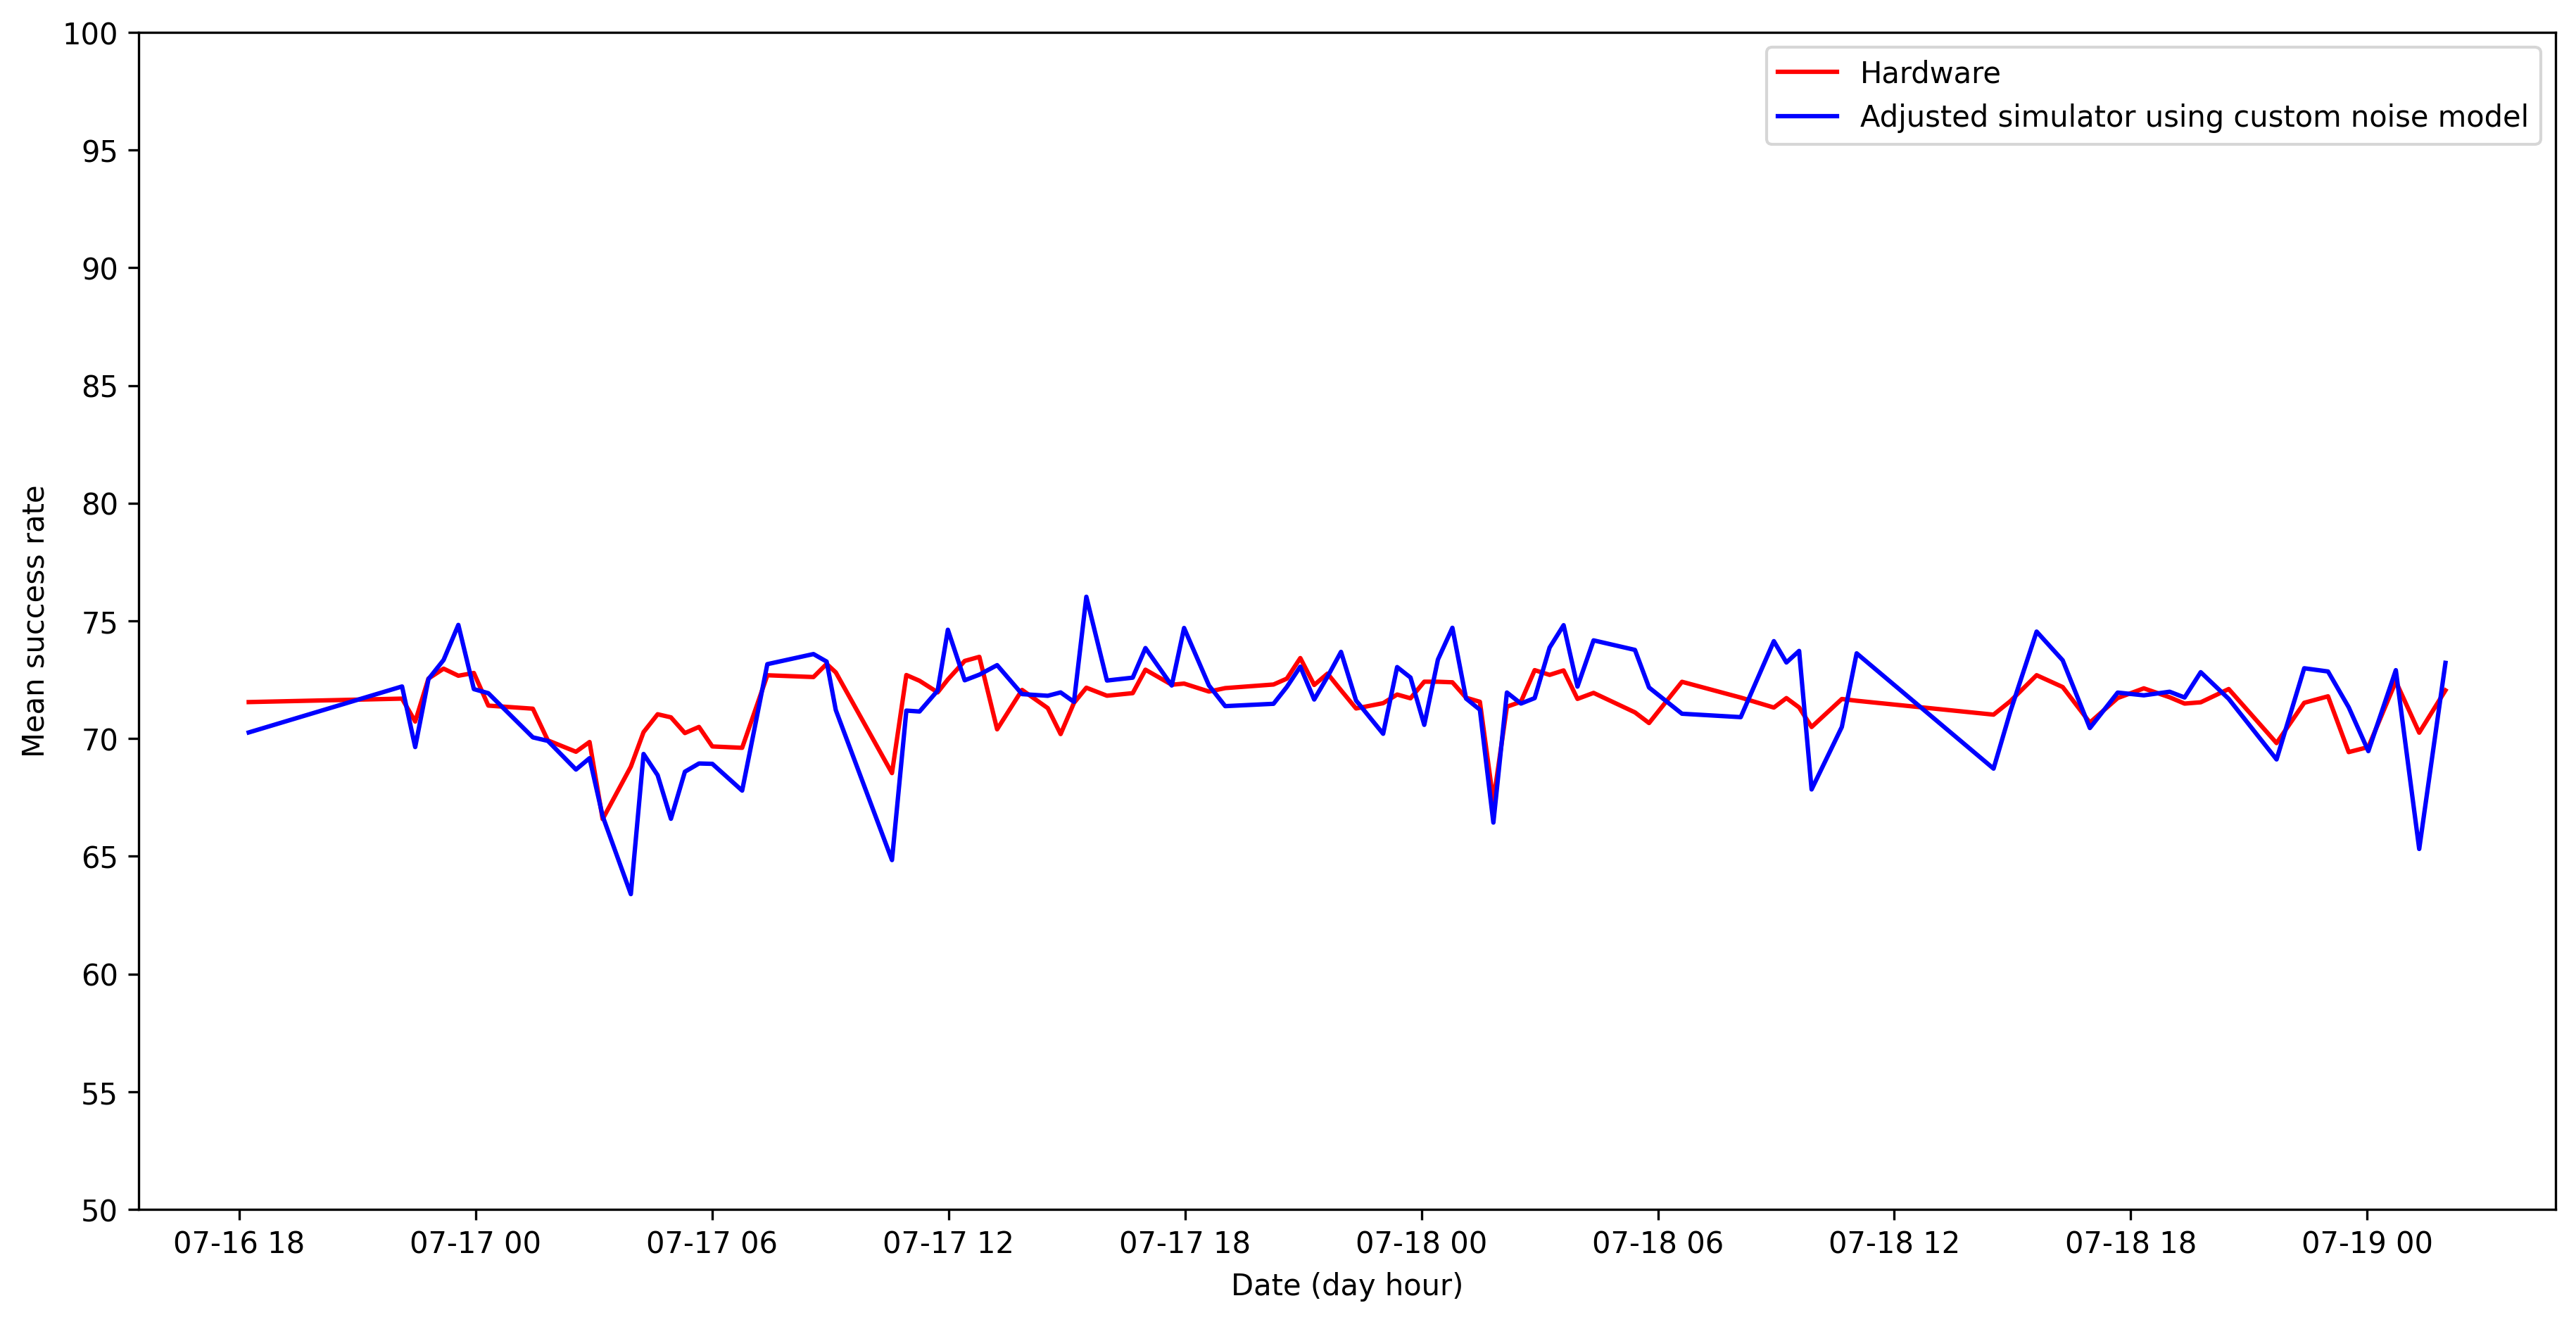 Hardware
Adjusted simulator using custom noise model
Mean success rate
100
95
90
85
80
75
70
65
60
55
50
07-16 18 07-17 00 07-17 06 07-17 12 07-17 18 07-18 00 07-18 06 07-18 12 07-18 18 07-19 00
Date (day hour)